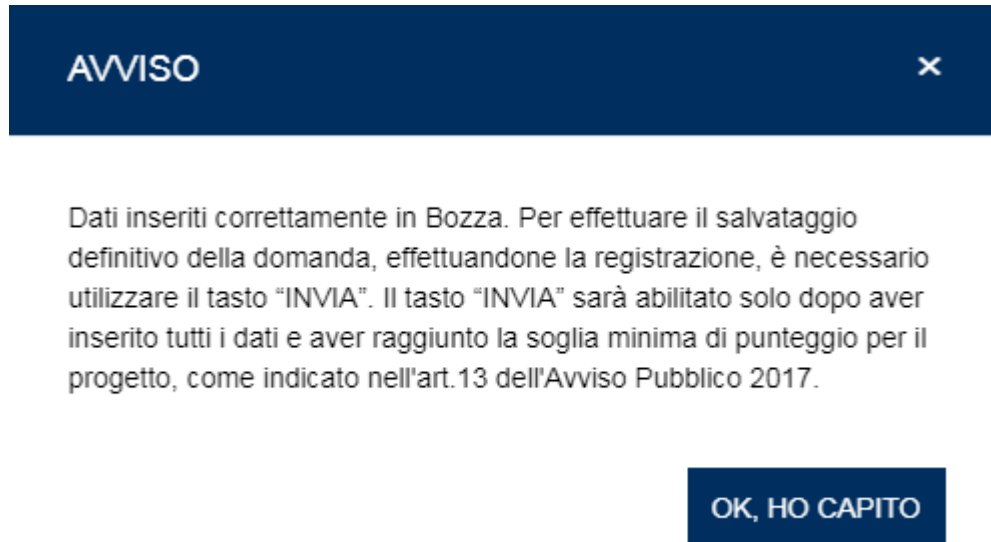 AVVISO ×
Dati inseriti correttamente in Bozza. Per effettuare il salvataggio
definitivo della domanda, effettuandone la registrazione, è necessario
utilizzare il tasto “INVIA”. Il tasto “INVIA” sarà abilitato solo dopo aver
inserito tutti i dati e aver raggiunto la soglia minima di punteggio per il
progetto, come indicato nell'art.13 dell'Avviso Pubblico 2017.
OK, HO CAPITO